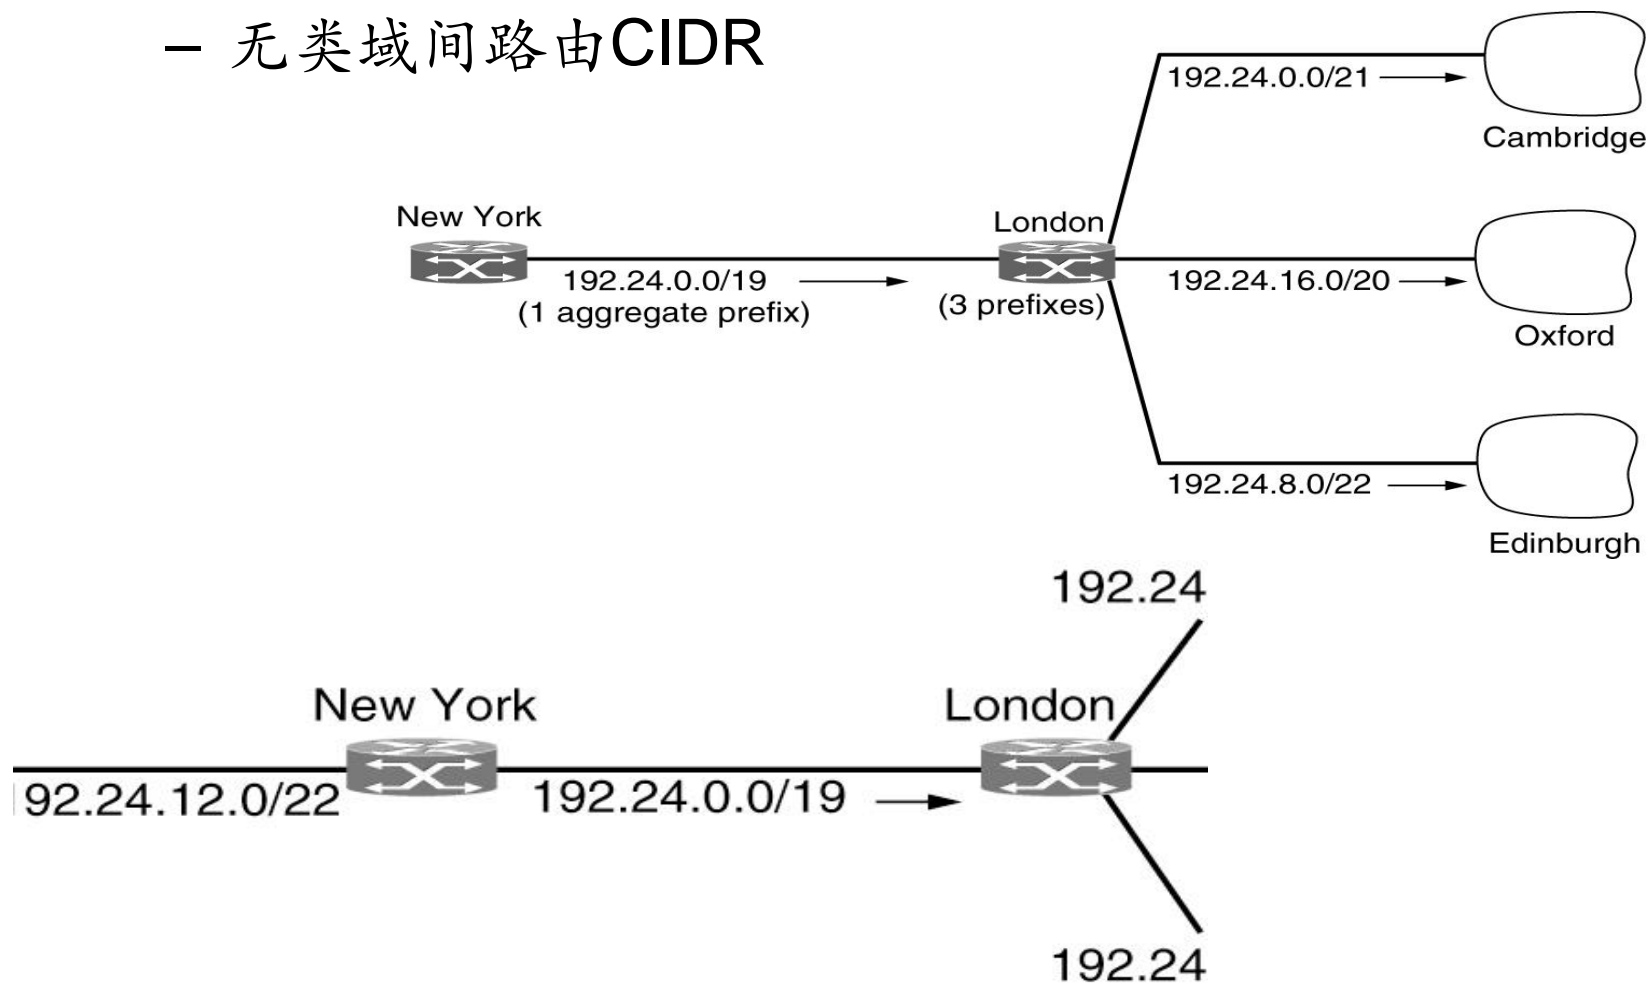 – 无类域间路由CIDR
192.24.0.0/21
Cambridge
New York
London
192.24.0.0/19
(1 aggregate prefix)
(3 prefixes)
192.24.16.0/20
Oxford
192.24.8.0/22
Edinburgh
192.24
New York
London
92.24.12.0/22
192.24.0.0/19
192.24